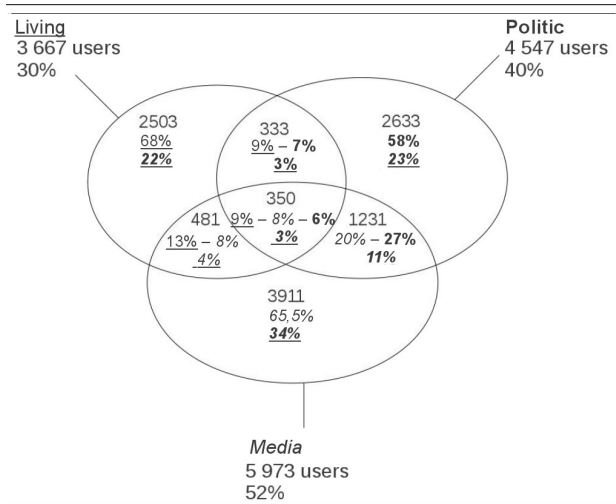 Living
3 667 users
30%
Politic
4 547 users
40%
2503
68%
22%
333
9% – 7%
3%
2633
58%
23%
350
9% – 8% – 6%
3%
481
13% – 8%
4%
1231
20% – 27%
11%
3911
65,5%
34%
Media
5 973 users
52%